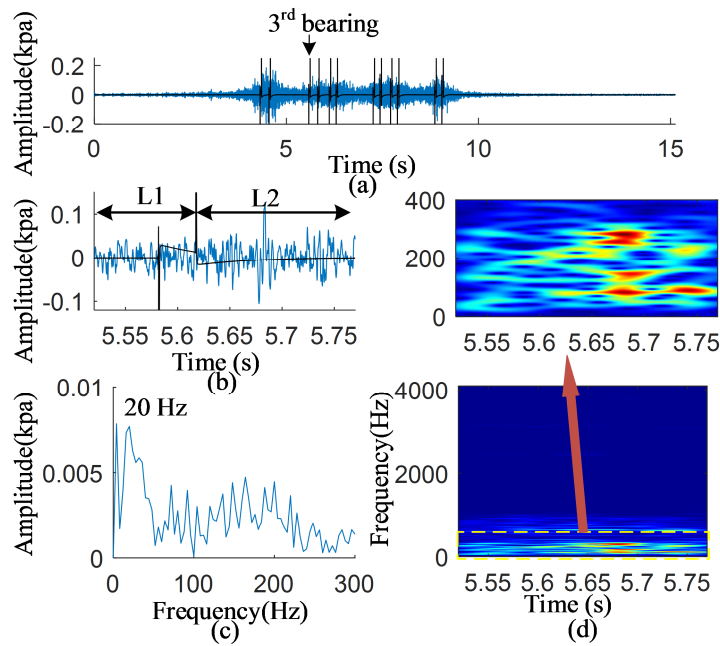 3rd bearing
Amplitude(kpa)
0.2
0
-0.2
0 5 10 15
Time (s)
(a)
L1 L2
Amplitude(kpa)
0.1
0
-0.1
5.55 5.6 5.65 5.7 5.75
Time (s)
(b)
400
200
0
5.55 5.6 5.65 5.7 5.75
20 Hz
Amplitude(kpa)
0.01
0.005
0
0 100 200 300
Frequency(Hz)
(c)
Frequency(Hz)
4000
2000
0
5.55 5.6 5.65 5.7 5.75
Time (s)
(d)